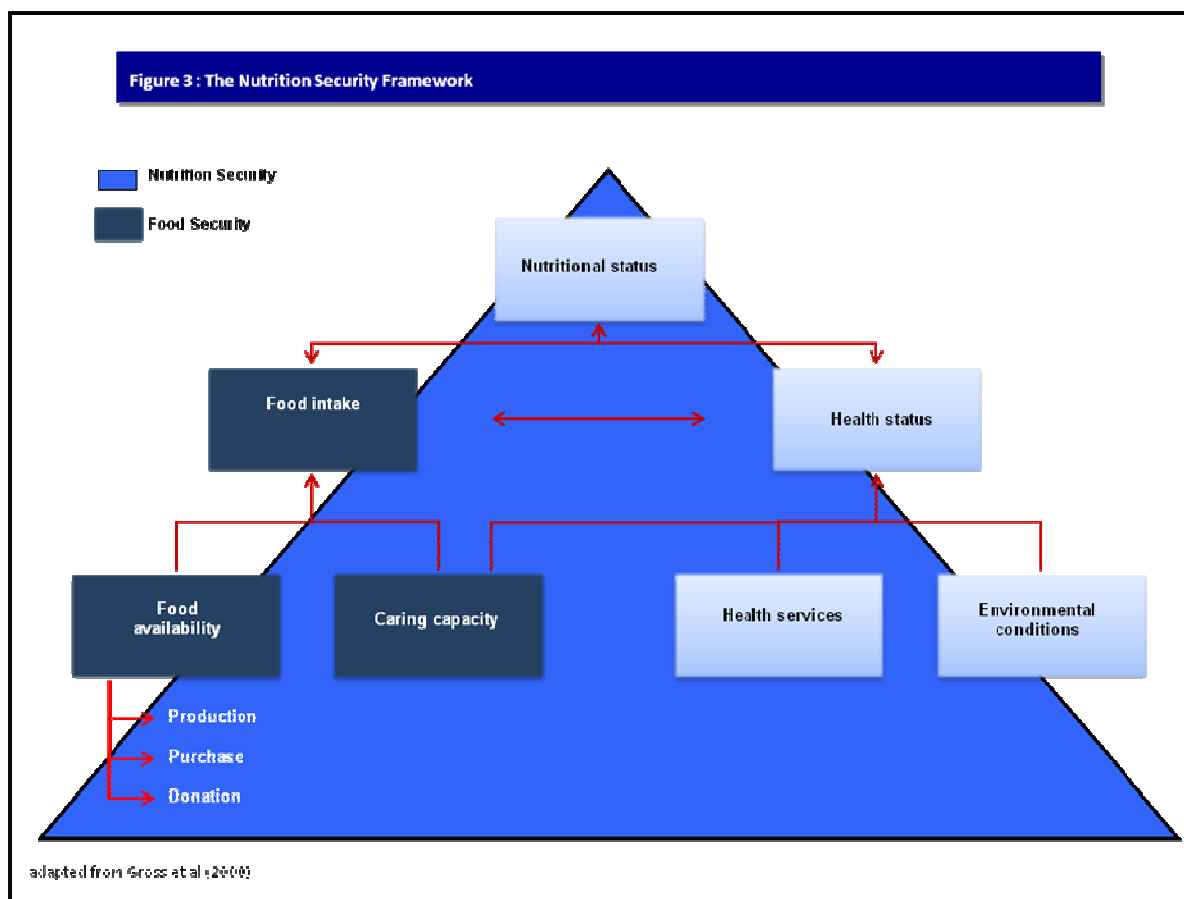 Figure 3 : The Nutrition Security Framework
Nutrition Security
Food Security
Nutritional status
Food intake
Health status
Food
availability
Caring capacity
Health services
Environmental
conditions
Production
Purchase
Donation
adapted from Gross et al (2000)